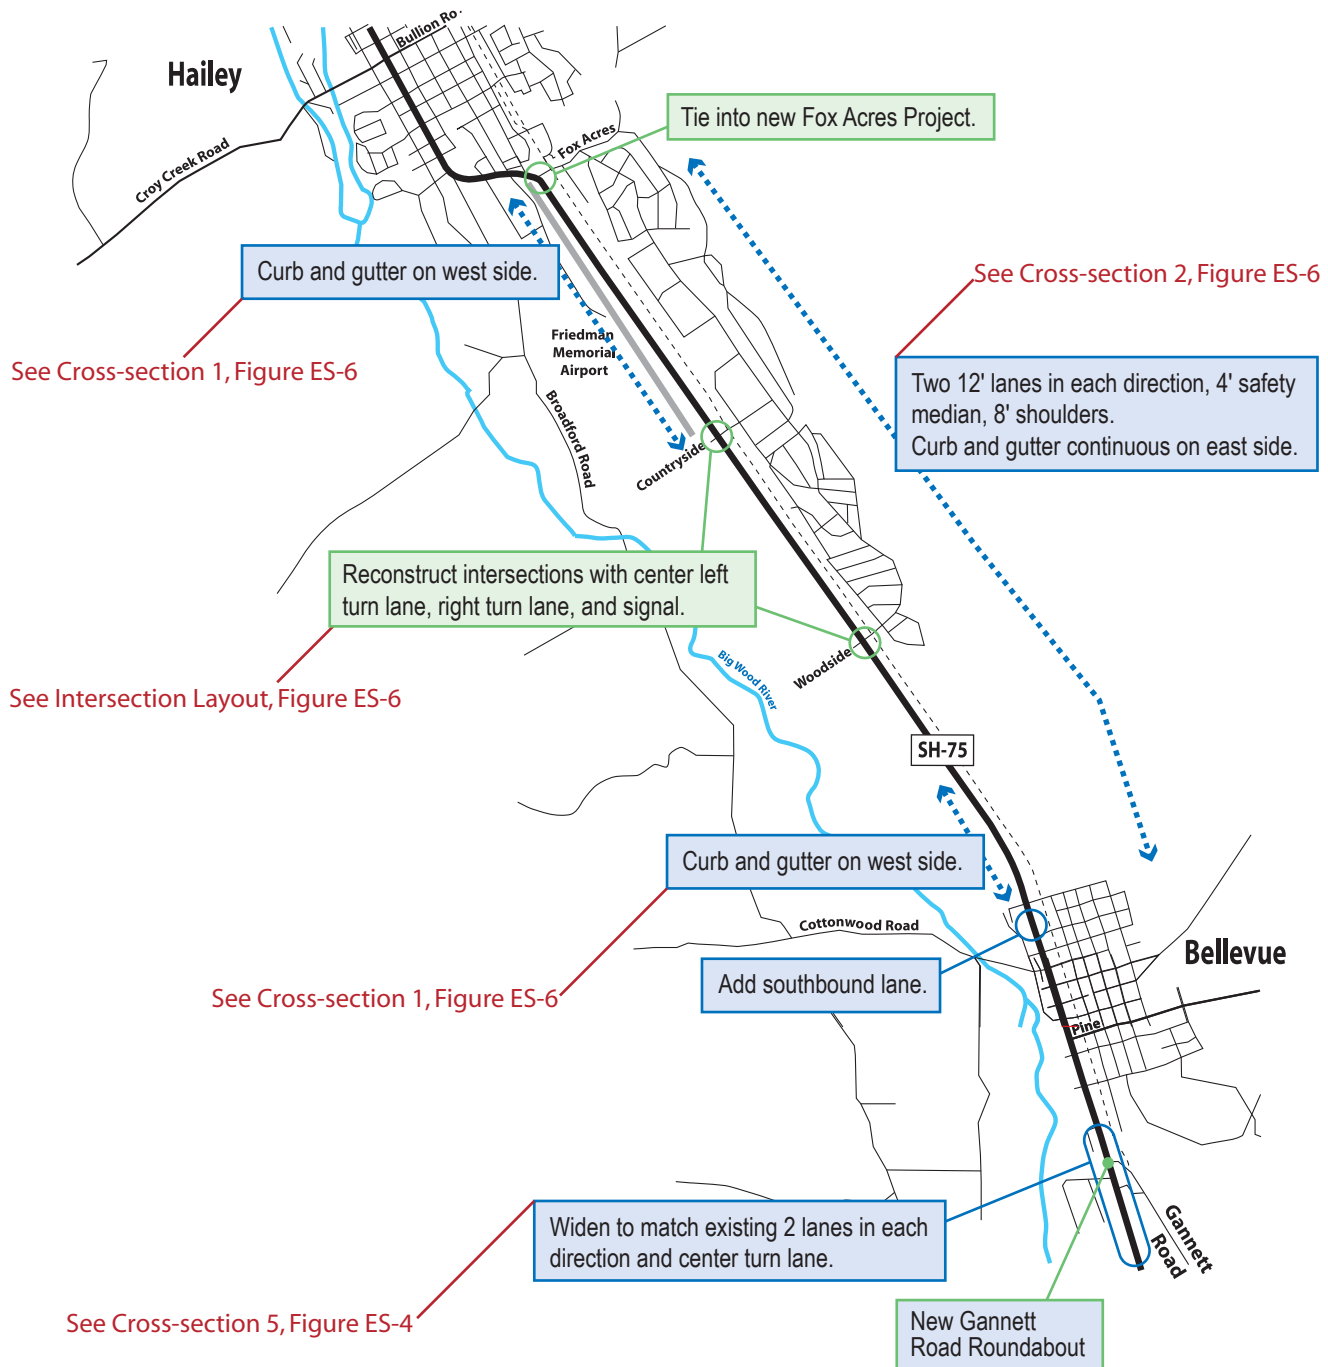 Bullion Ro
Hailey
Tie into new Fox Acres Project.
Fox Acres
Croy Creek Road
Curb and gutter on west side.
See Cross-section 2, Figure ES-6
See Cross-section 1, Figure ES-6
Friedman
Memorial
Airport
Two 12' lanes in each direction, 4' safety
median, 8' shoulders.
Curb and gutter continuous on east side.
Broadford Road
Countryside
Reconstruct intersections with center left
turn lane, right turn lane, and signal.
Woodside
Big Wood River
See Intersection Layout, Figure ES-6
SH-75
Curb and gutter on west side.
Cottonwood Road
Bellevue
Add southbound lane.
See Cross-section 1, Figure ES-6
Pine
Widen to match existing 2 lanes in each
direction and center turn lane.
Gannett
Road
See Cross-section 5, Figure ES-4
New Gannett
Road Roundabout